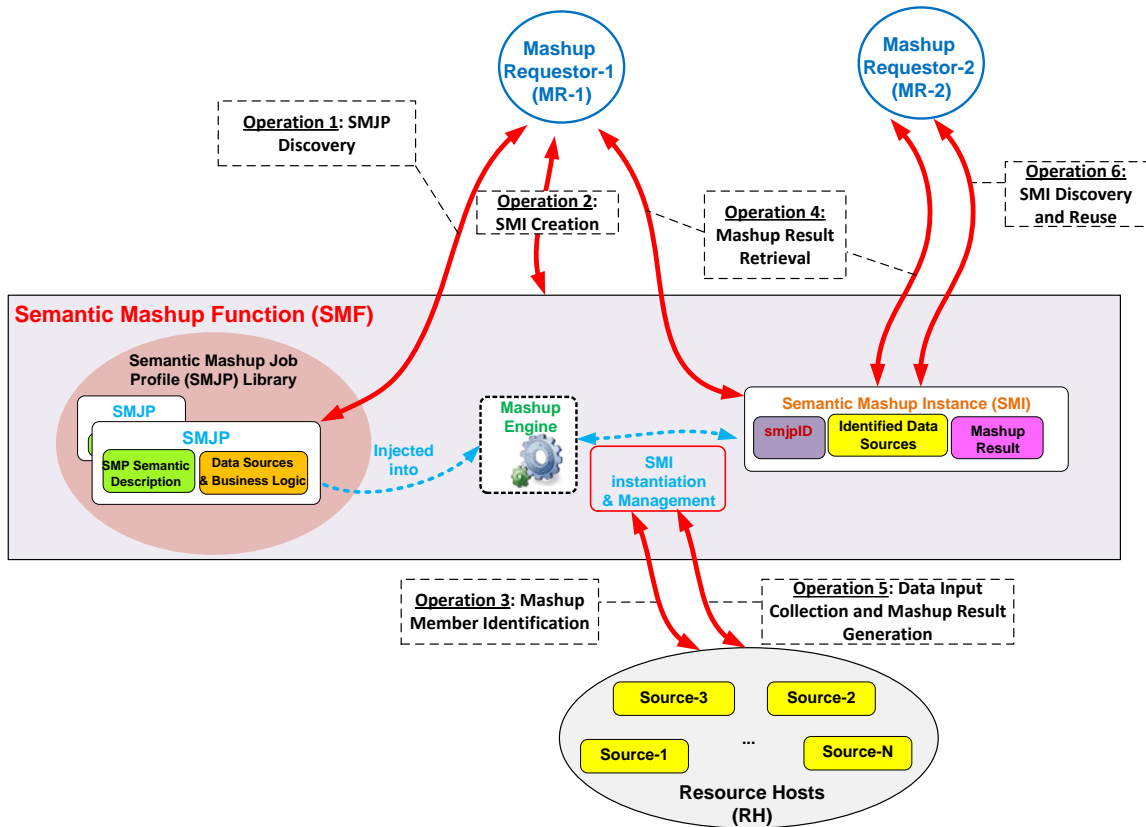 Mashup
Requestor-1
(MR-1)
Mashup
Requestor-2
(MR-2)
Operation 1: SMJP
Discovery
Operation 2:
SMI Creation
Operation 4:
Mashup Result
Retrieval
Operation 6:
SMI Discovery
and Reuse
Semantic Mashup Function (SMF)
Semantic Mashup Job
Profile (SMJP) Library
SMJP
SMJP
SMP Semantic
Description
Data Sources
& Business Logic
Injected
into
Mashup
Engine
SMI
instantiation
& Management
Semantic Mashup Instance (SMI)
smjpID
Identified Data
Sources
Mashup
Result
Operation 3: Mashup
Member Identification
Operation 5: Data Input
Collection and Mashup Result
Generation
Source-3
Source-2
Source-1
...
Source-N
Resource Hosts
(RH)